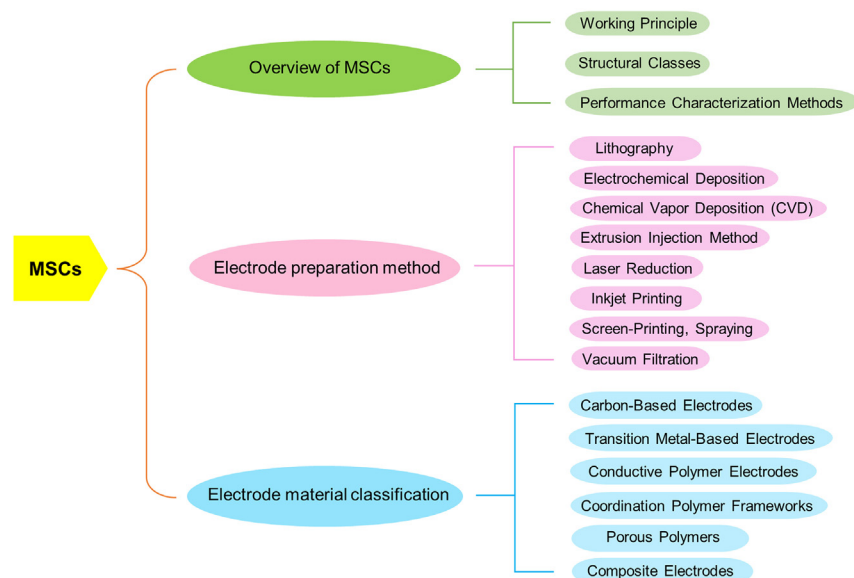 MSCs
Overview of MSCs
Working Principle
Structural Classes
Performance Characterization Methods
Electrode preparation method
Lithography
Electrochemical Deposition
Chemical Vapor Deposition (CVD)
Extrusion Injection Method
Laser Reduction
Inkjet Printing
Screen-Printing, Spraying
Vacuum Filtration
Electrode material classification
Carbon-Based Electrodes
Transition Metal-Based Electrodes
Conductive Polymer Electrodes
Coordination Polymer Frameworks
Porous Polymers
Composite Electrodes